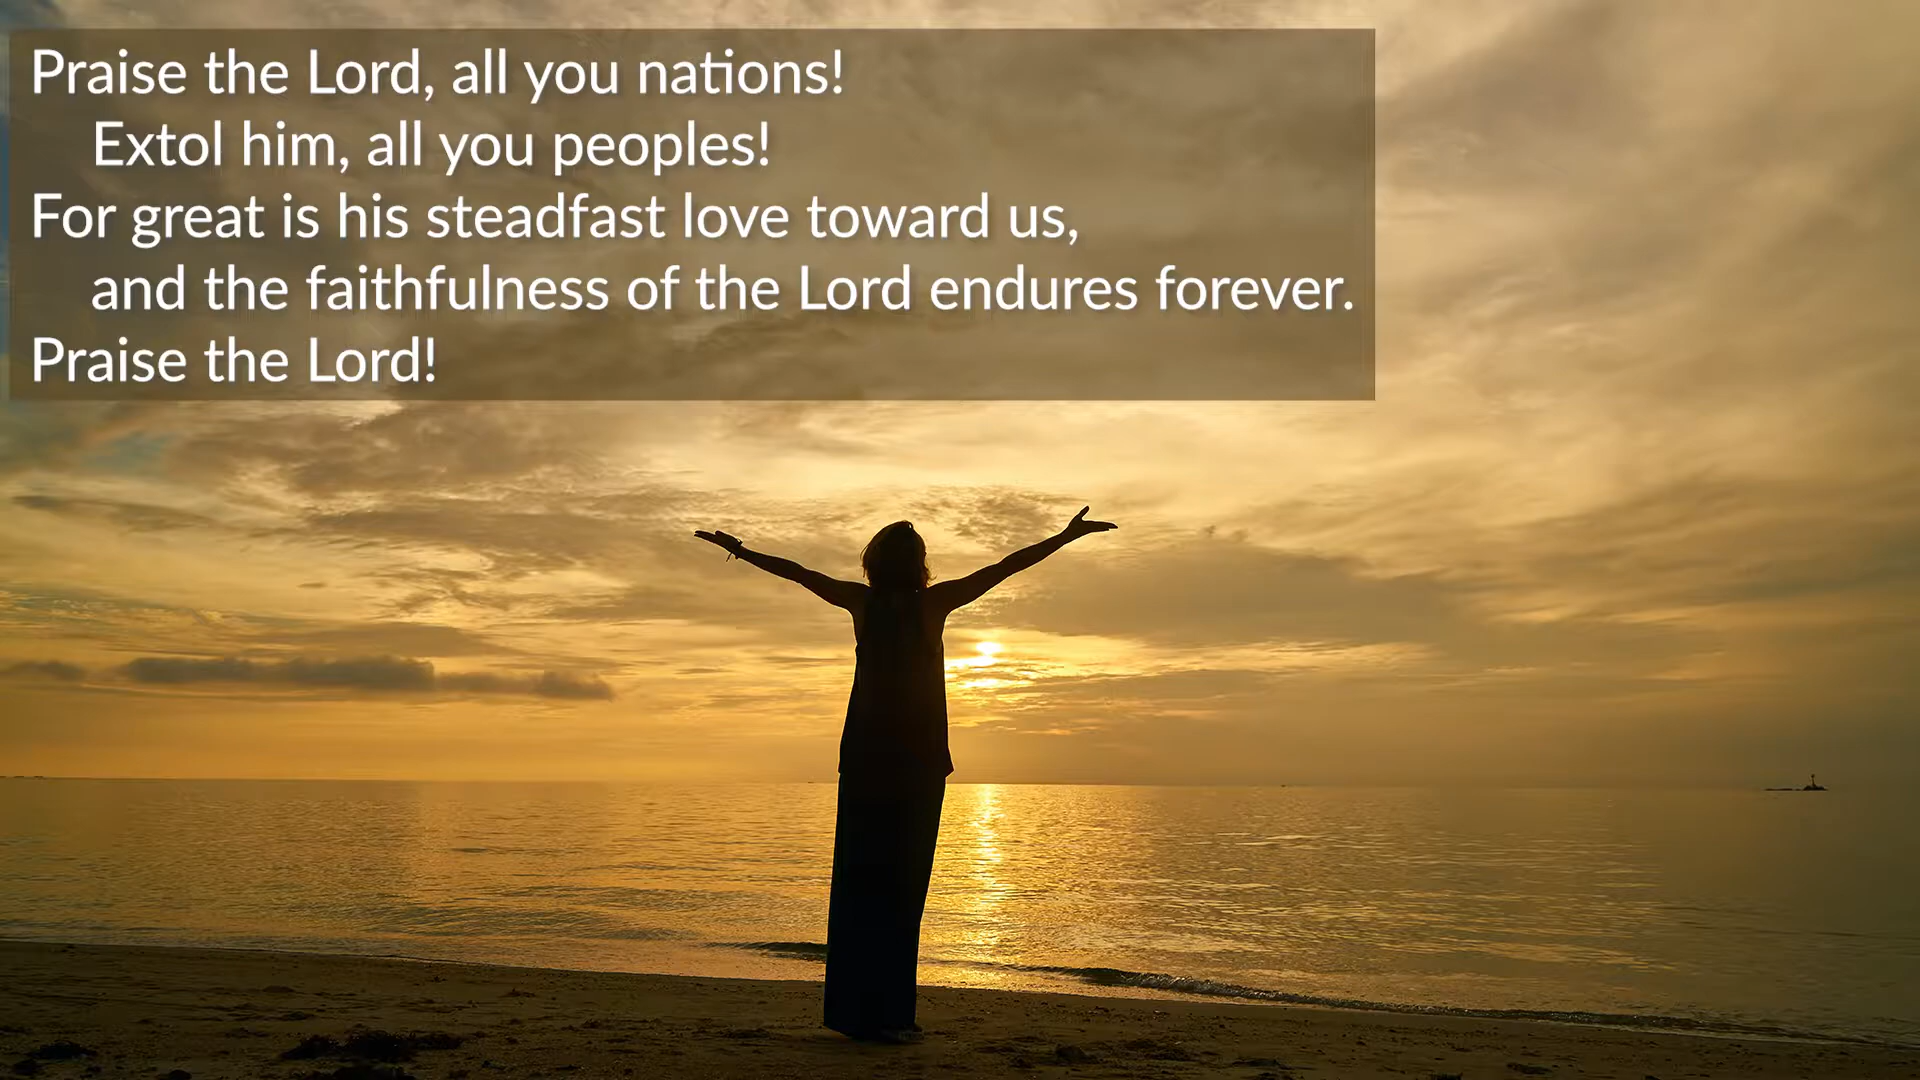 Praise the Lord, all you nations!
Extol him, all you peoples!
For great is his steadfast love toward us,
and the faithfulness of the Lord endures forever.
Praise the Lord!